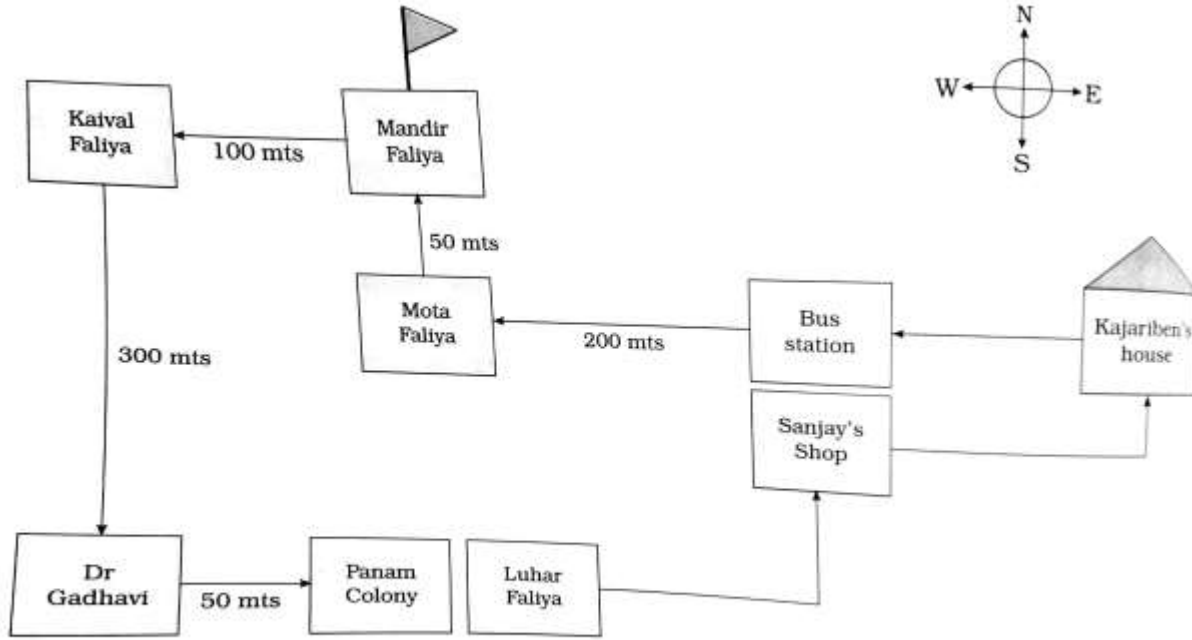 N
W
E
S
Kaival
Faliya
100 mts
Mandir
Faliya
50 mts
Mota
Faliya
200 mts
Bus
station
Kajariben's
house
300 mts
Sanjay's
Shop
Dr
Gadhavi
50 mts
Panam
Colony
Luhar
Faliya